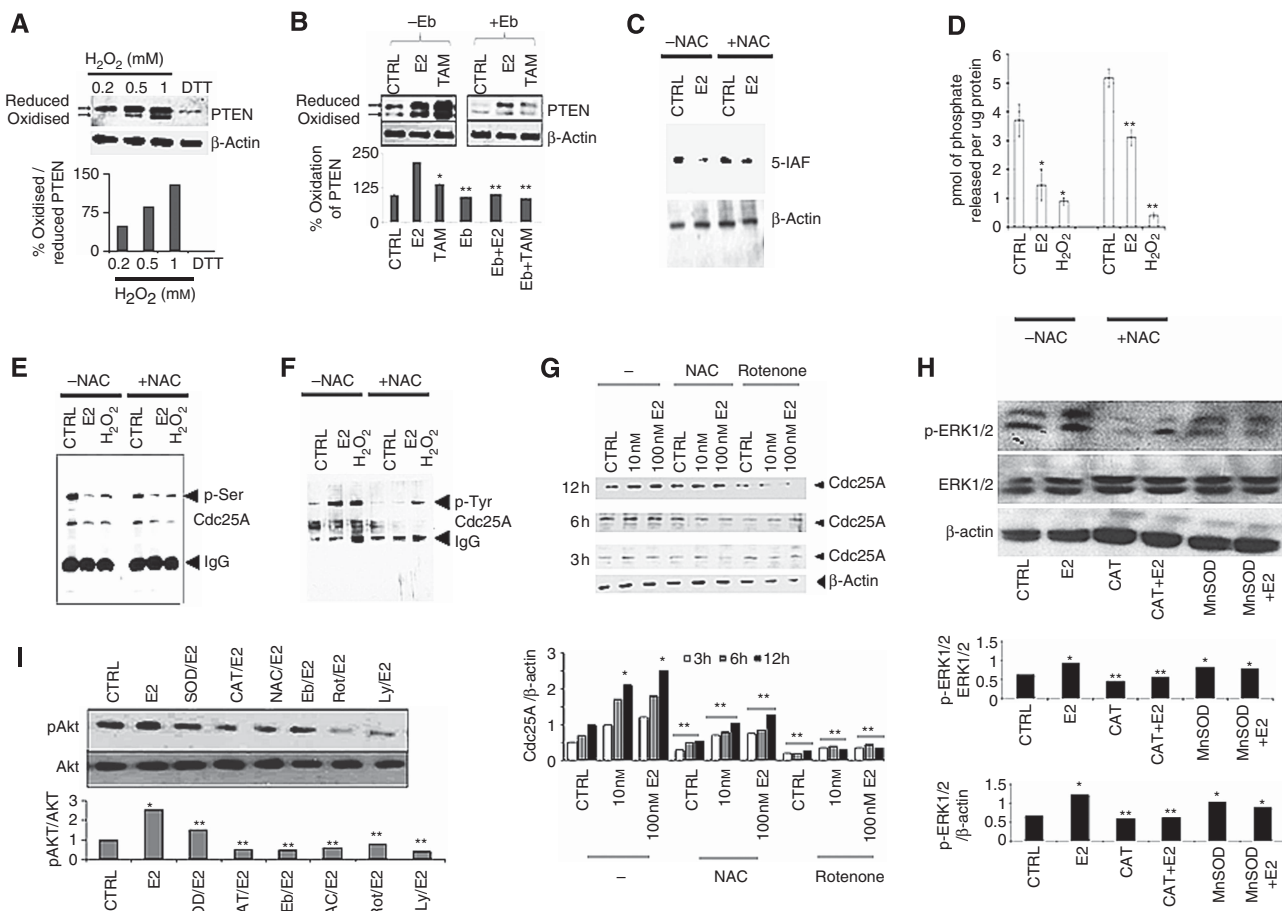 A
H2O2 (mM)
0.2 0.5 1 DTT
Reduced
Oxidised
PTEN
β-Actin
% Oxidised / reduced PTEN
150
75
0
0.2 0.5 1 DTT
H2O2 (mM)
B
–Eb +Eb
CTRL E2 TAM CTRL E2 TAM
Reduced
Oxidised
PTEN
β-Actin
% Oxidation of PTEN
250
125
0
* ** ** **
CTRL E2 TAM Eb Eb+E2 Eb+TAM
C
–NAC +NAC
CTRL E2 CTRL E2
5-IAF
β-Actin
D
pmol of phosphate released per ug protein
6
5
4
3
2
1
0
* * ** **
CTRL E2 H2O2 CTRL E2 H2O2
–NAC +NAC
E
–NAC +NAC
CTRL E2 H2O2 CTRL E2 H2O2
p-Ser
Cdc25A
IgG
F
–NAC +NAC
CTRL E2 H2O2 CTRL E2 H2O2
p-Tyr
Cdc25A
IgG
G
– NAC Rotenone
CTRL 10 nM 100 nM E2 CTRL 10 nM 100 nM E2 CTRL 10 nM 100 nM E2
12 h Cdc25A
6 h Cdc25A
3 h Cdc25A
β-Actin
Cdc25A /β-actin
3
2
1
0
3h 6h 12h
* * ** ** ** ** ** **
CTRL 10 nM 100 nM E2 CTRL 10 nM 100 nM E2 CTRL 10 nM 100 nM E2
– NAC Rotenone
H
p-ERK1/2
ERK1/2
β-actin
CTRL E2 CAT CAT+E2 MnSOD MnSOD +E2
p-ERK1/2 ERK1/2
1.5
1
0.5
0
* ** ** * *
CTRL E2 CAT CAT+E2 MnSOD MnSOD +E2
p-ERK1/2 /β-actin
1.5
1
0.5
0
* ** ** * *
CTRL E2 CAT CAT+E2 MnSOD MnSOD +E2
I
CTRL E2 SOD/E2 CAT/E2 NAC/E2 Eb/E2 Rot/E2 Ly/E2
pAkt
Akt
pAKT/AKT
3
2
1
0
* ** ** ** ** ** **
CTRL E2 OD/E2 AT/E2 Eb/E2 AC/E2 Rot/E2 Ly/E2